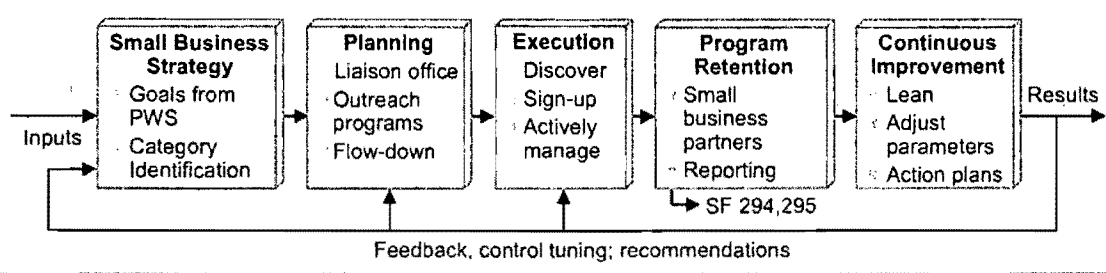 Small Business
Strategy
Goals from
PWS
Category
Identification
Planning
Liaison office
Outreach
programs
Flow-down
Execution
Discover
Sign-up
Actively
manage
Program
Retention
Small
business
partners
Reporting
Continuous
Improvement
Lean
Adjust
parameters
Action plans
Inputs
Results
SF 294,295
Feedback, control tuning; recommendations